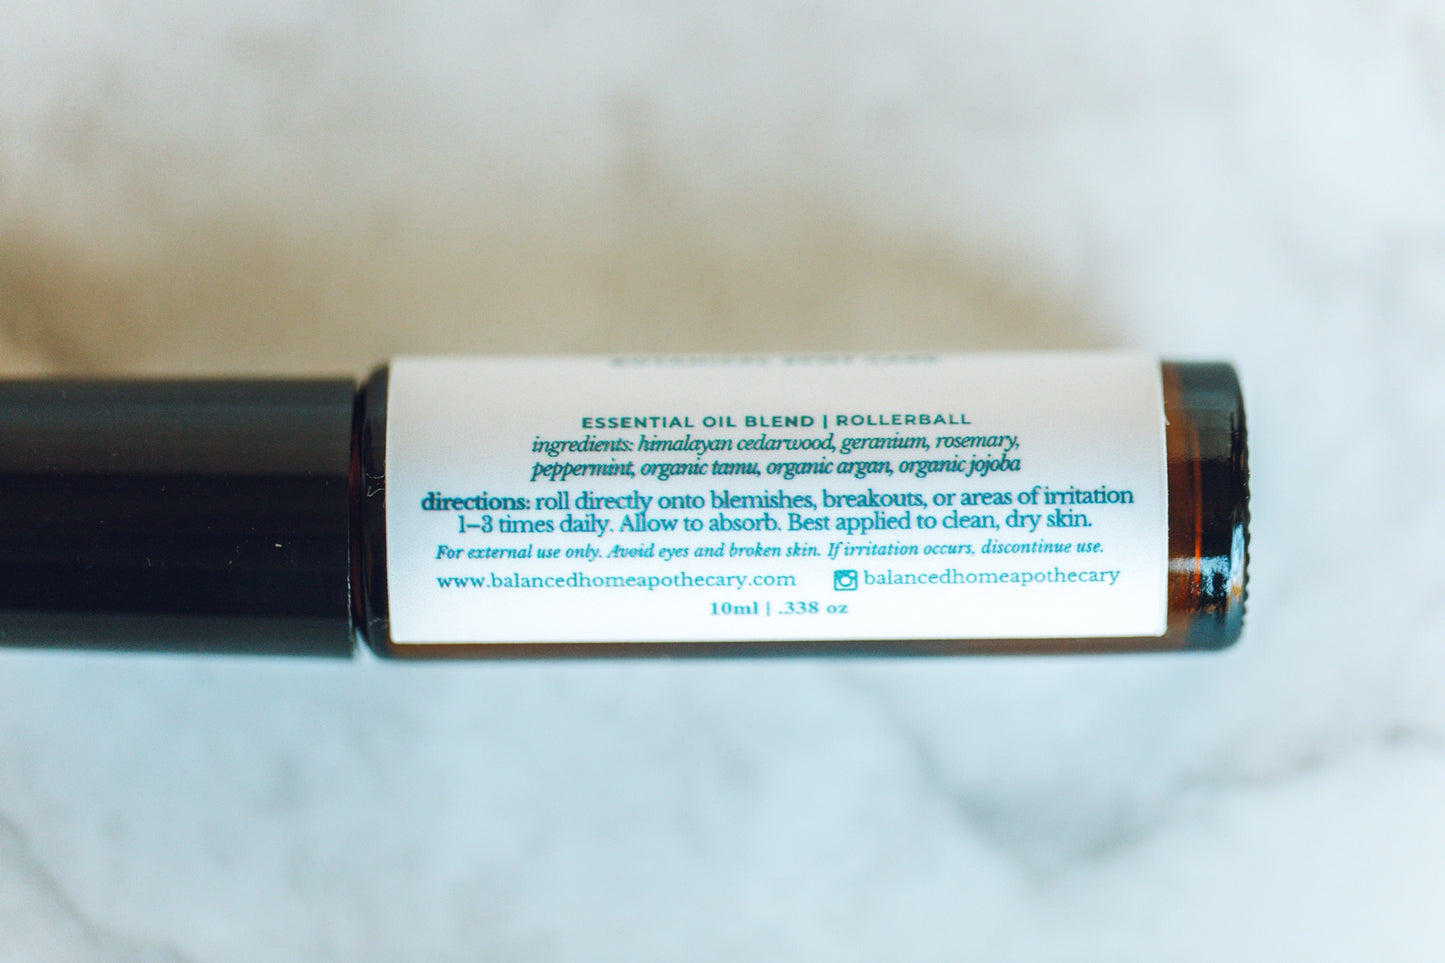 BOTANICAL SPOT CARE
ESSENTIAL OIL BLEND | ROLLERBALL
ingredients: himalayan cedarwood, geranium, rosemary,
peppermint, organic tamu, organic argan, organic jojoba
directions: roll directly onto blemishes, breakouts, or areas of irritation
1–3 times daily. Allow to absorb. Best applied to clean, dry skin.
For external use only. Avoid eyes and broken skin. If irritation occurs, discontinue use.
www.balancedhomeapothecary.com balancedhomeapothecary
10ml | .338 oz